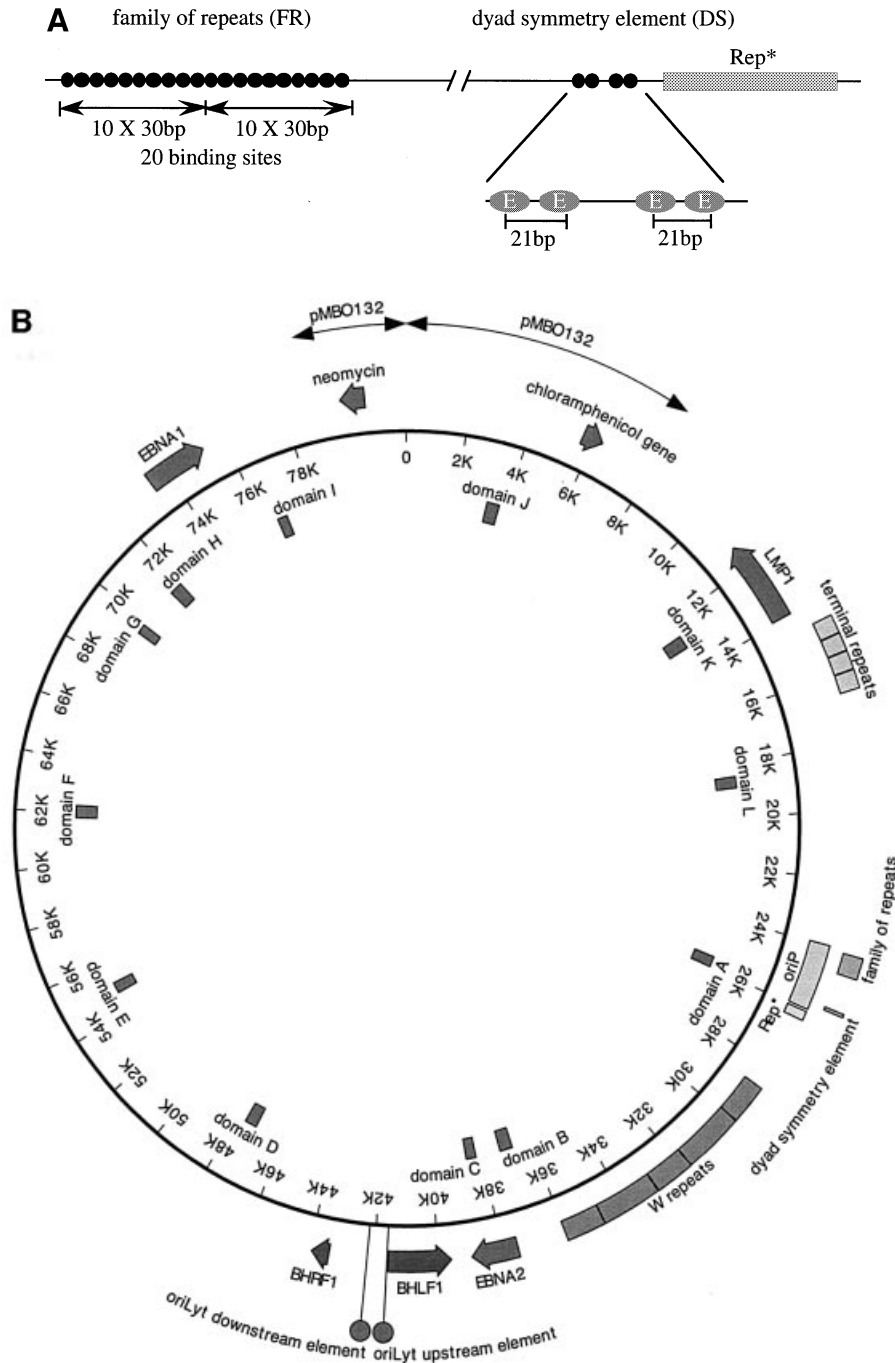 A
family of repeats (FR)
dyad symmetry element (DS)
Rep*
10 X 30bp
10 X 30bp
20 binding sites
E
E
E
E
21bp
21bp
B
pMBO132
pMBO132
neomycin
chloramphenicol gene
EBNA1
LMP1
terminal repeats
family of repeats
oriP
Rep*
dyad symmetry element
W repeats
EBNA2
BHLF1
BHRF1
oriLyt downstream element
oriLyt upstream element
0
2K
4K
6K
8K
10K
12K
14K
16K
18K
20K
22K
24K
26K
28K
30K
32K
34K
36K
38K
40K
42K
44K
46K
48K
50K
52K
54K
56K
58K
60K
62K
64K
66K
68K
70K
72K
74K
76K
78K
domain J
domain K
domain L
domain A
domain B
domain C
domain D
domain E
domain F
domain G
domain H
domain I